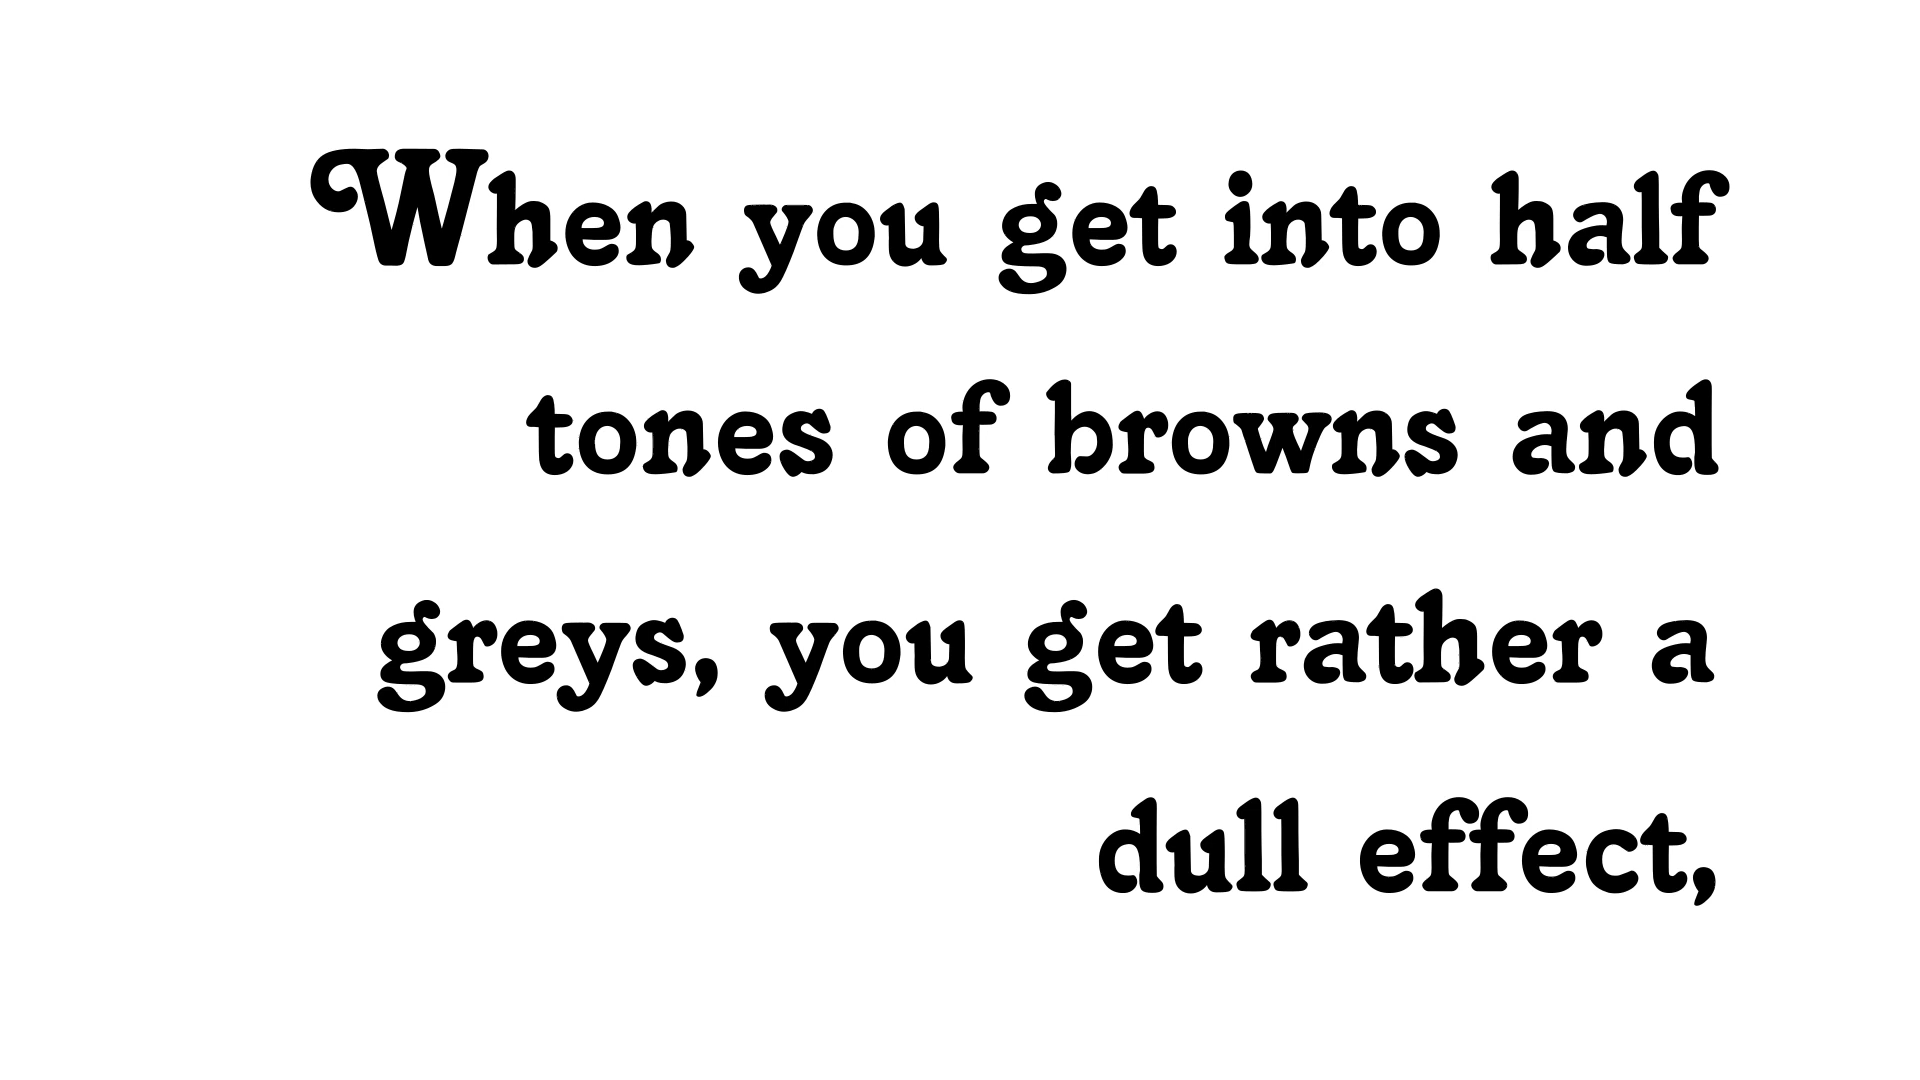 When you get into half
tones of browns and
greys, you get rather a
dull effect,